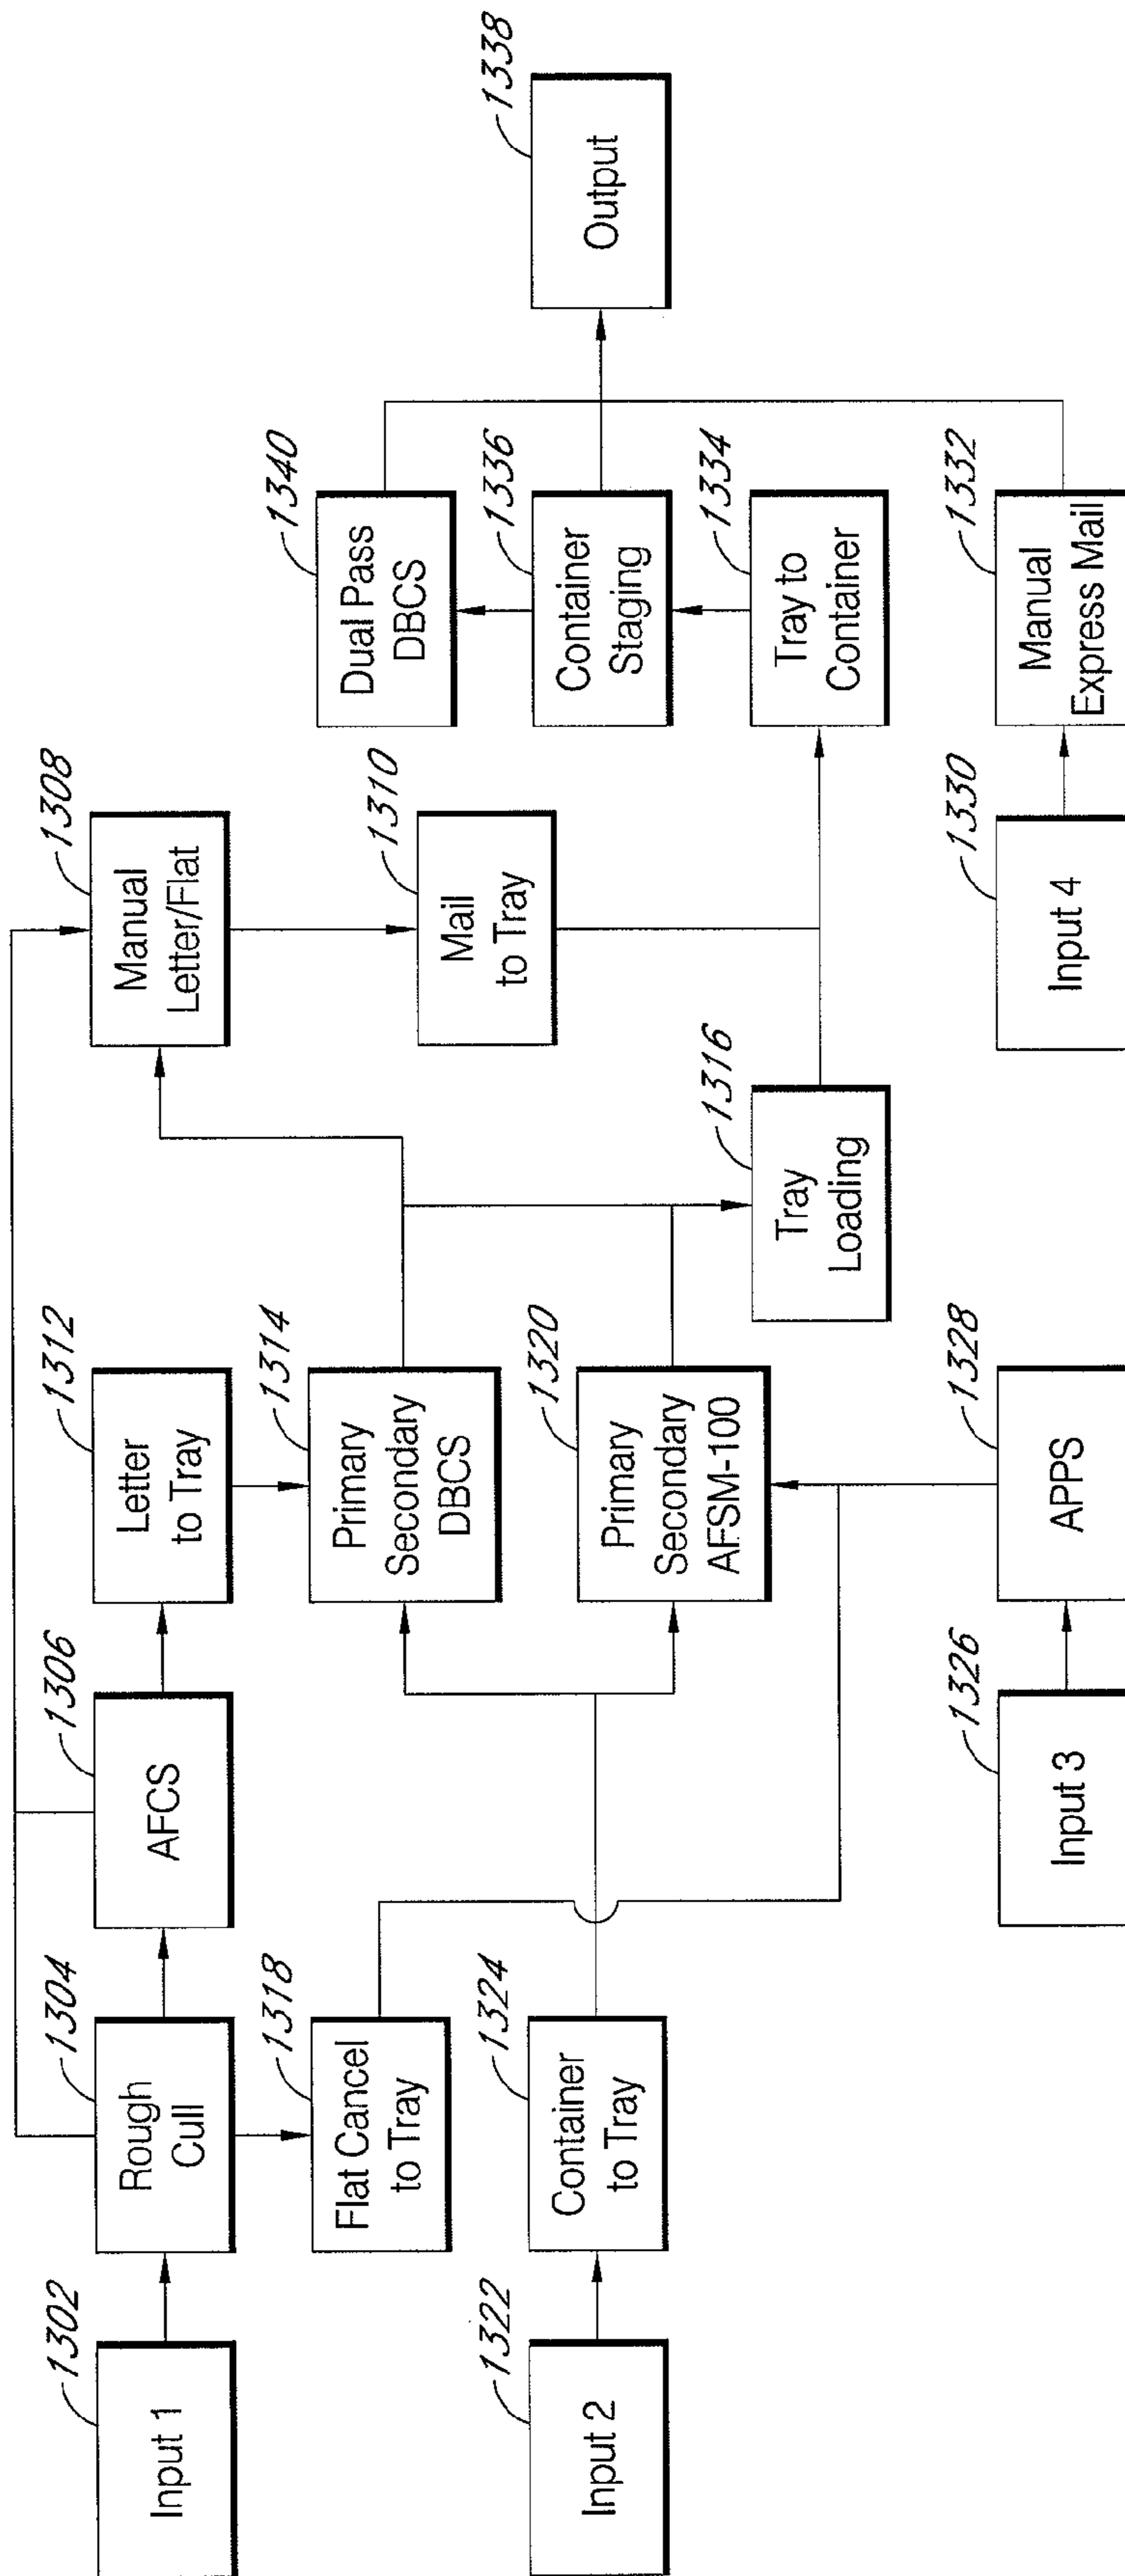 1302
Input 1
1304
Rough
Cull
1306
AFCS
1312
Letter
to Tray
1308
Manual
Letter/Flat
1318
Flat Cancel
to Tray
1314
Primary
Secondary
DBCS
1310
Mail
to Tray
1340
Dual Pass
DBCS
1322
Input 2
1324
Container
to Tray
1320
Primary
Secondary
AFSM-100
1336
Container
Staging
1338
Output
1316
Tray
Loading
1334
Tray to
Container
1326
Input 3
1328
APPS
1330
Input 4
1332
Manual
Express Mail